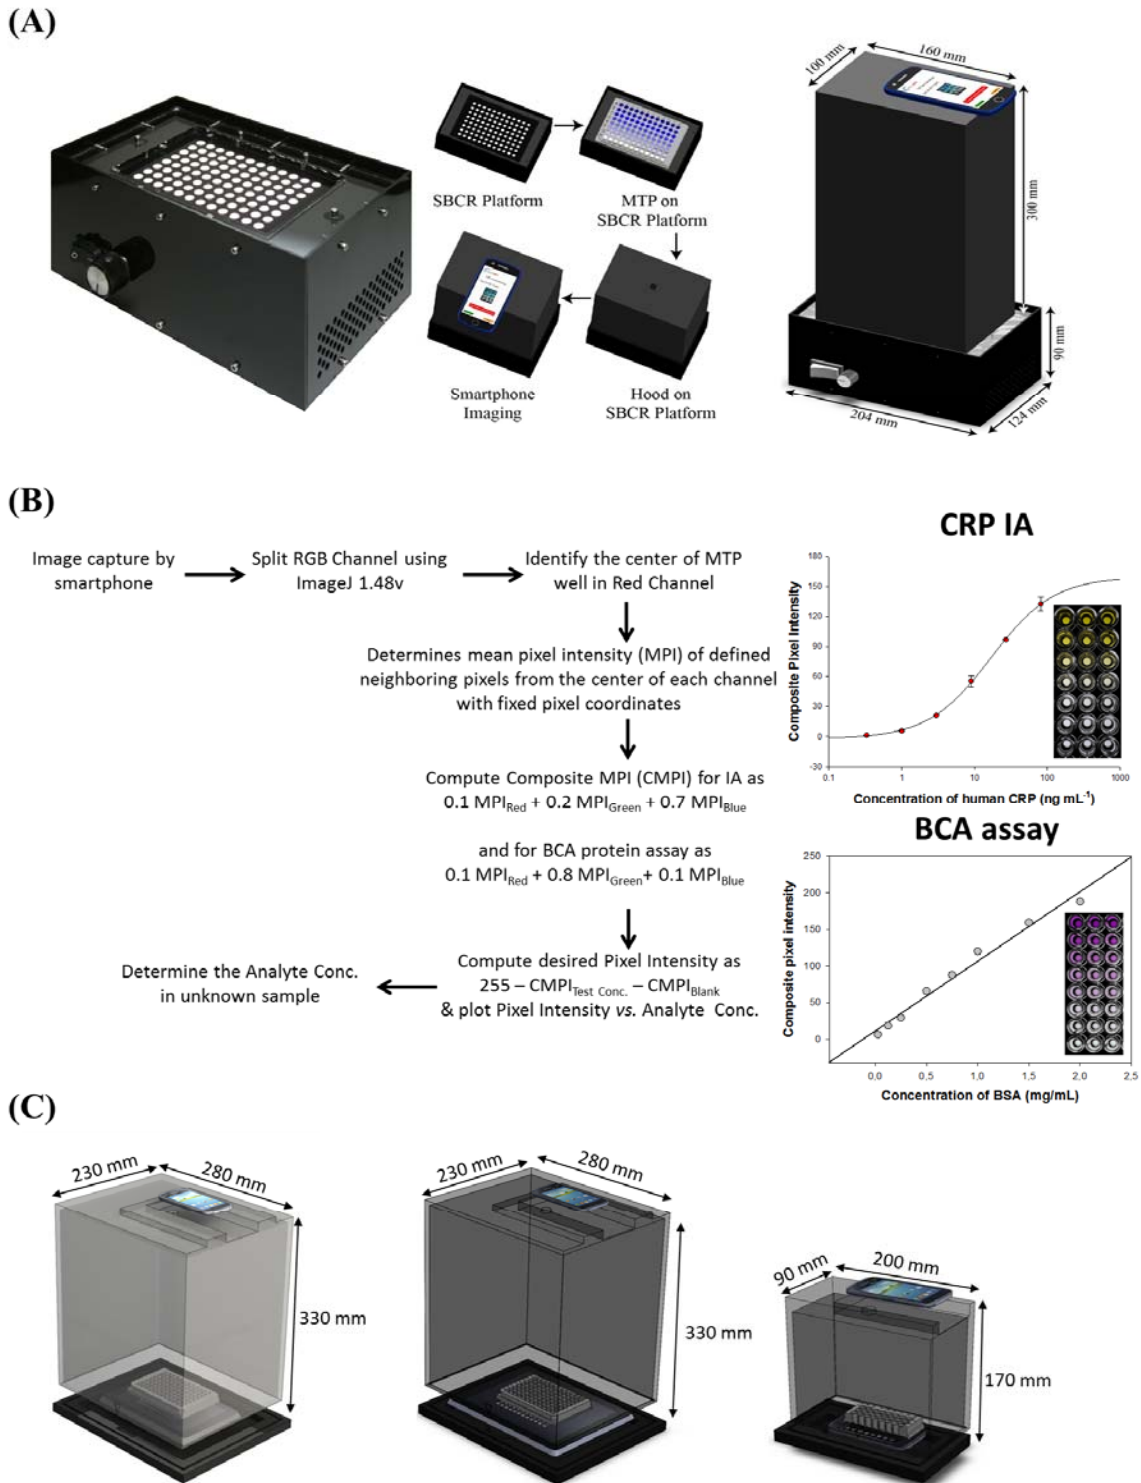 (A)
SBCR Platform
MTP on
SBCR Platform
Smartphone
Imaging
Hood on
SBCR Platform
100 mm
160 mm
300 mm
90 mm
124 mm
204 mm
(B)
Image capture by
smartphone
Split RGB Channel using
ImageJ 1.48v
Identify the center of MTP
well in Red Channel
Determines mean pixel intensity (MPI) of defined
neighboring pixels from the center of each channel
with fixed pixel coordinates
Compute Composite MPI (CMPI) for IA as
0.1 MPIRed + 0.2 MPIGreen + 0.7 MPIBlue
and for BCA protein assay as
0.1 MPIRed + 0.8 MPIGreen + 0.1 MPIBlue
Compute desired Pixel Intensity as
255 – CMPITest Conc. – CMPIBlank
& plot Pixel Intensity vs. Analyte Conc.
Determine the Analyte Conc.
in unknown sample
CRP IA
Composite Pixel Intensity
180
150
120
90
60
30
0
-30
0.1 1 10 100 1000
Concentration of human CRP (ng mL-1)
BCA assay
Composite pixel intensity
250
200
150
100
50
0
0,0 0,5 1,0 1,5 2,0 2,5
Concentration of BSA (mg/mL)
(C)
230 mm
280 mm
330 mm
230 mm
280 mm
330 mm
90 mm
200 mm
170 mm